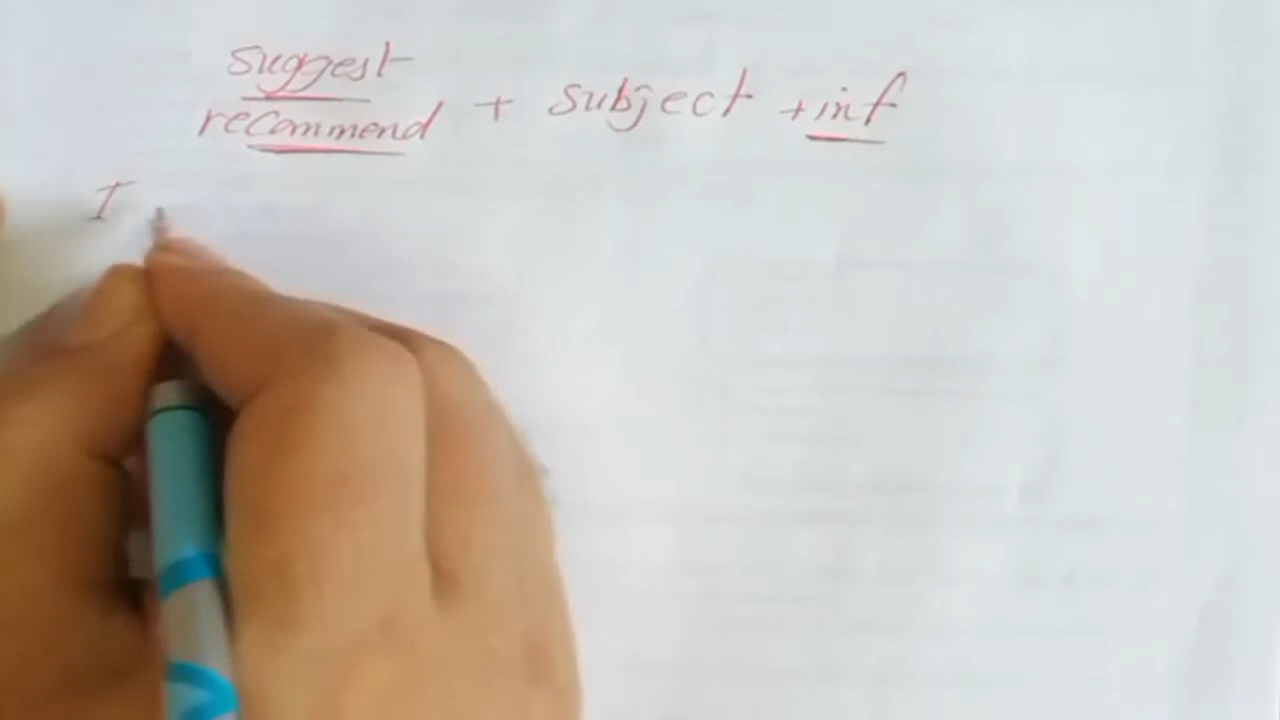 suggest
recommend + subject + inf
I